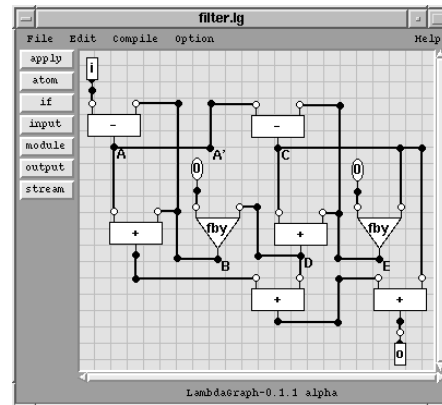 filter.lg
File Edit Compile Option Help
apply
atom
if
input
module
output
stream
i
- -
A A' C
0 0
+ fby + fby
B D E
+ +
o
LambdaGraph-0.1.1 alpha